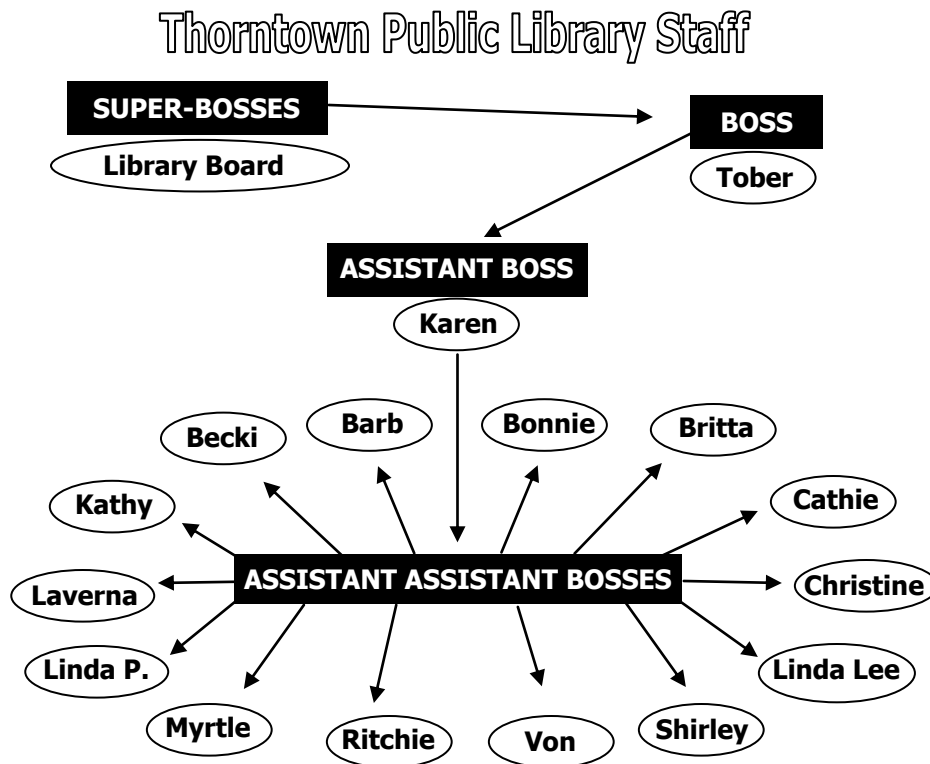 Thorntown Public Library Staff
SUPER-BOSSES
BOSS
Library Board
Tober
ASSISTANT BOSS
Karen
Becki
Barb
Bonnie
Britta
Kathy
Cathie
ASSISTANT ASSISTANT BOSSES
Laverna
Christine
Linda P.
Linda Lee
Myrtle
Ritchie
Von
Shirley